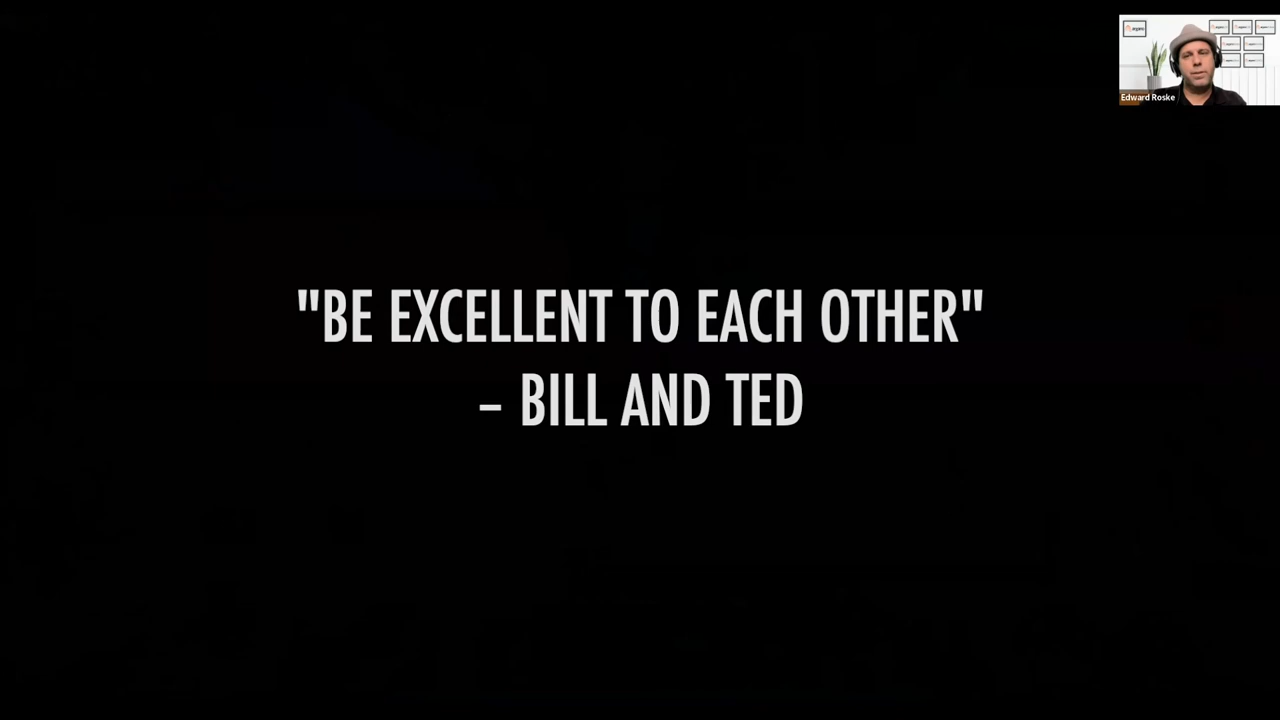 "BE EXCELLENT TO EACH OTHER"
– BILL AND TED
Edward Roske